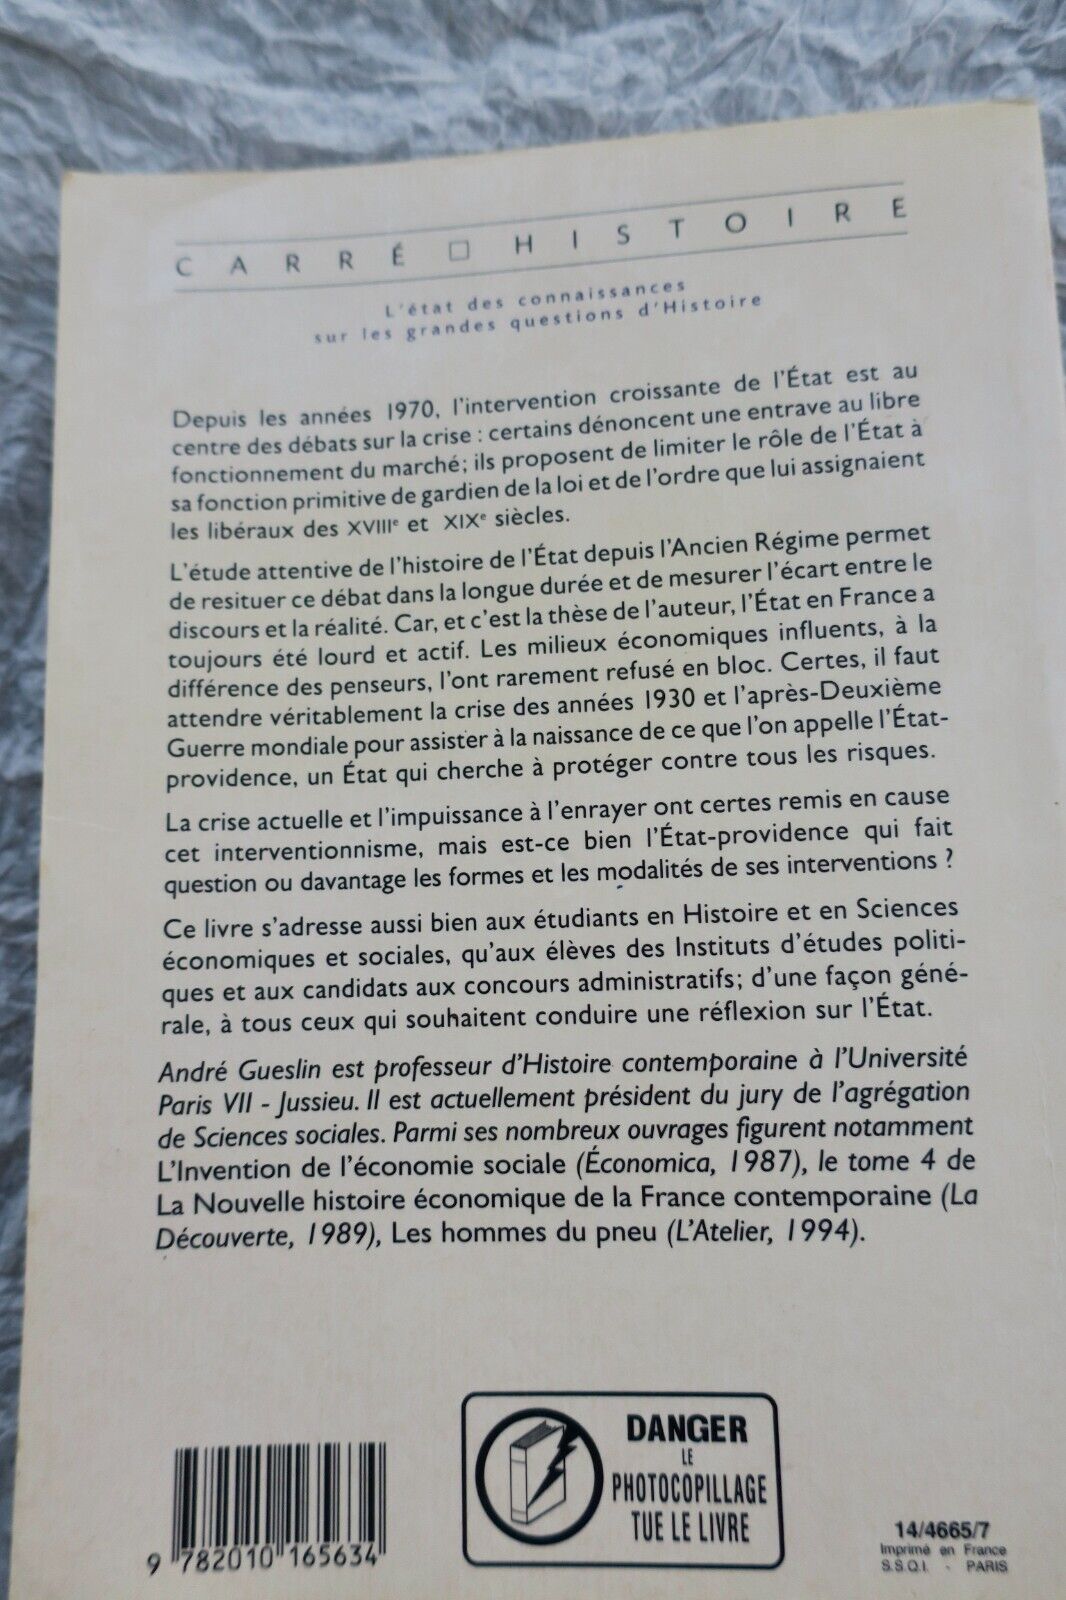 CARRÉ □ HISTOIRE
L'état des connaissances
sur les grandes questions d'Histoire
Depuis les années 1970, l'intervention croissante de l'État est au
centre des débats sur la crise : certains dénoncent une entrave au libre
fonctionnement du marché; ils proposent de limiter le rôle de l'État à
sa fonction primitive de gardien de la loi et de l'ordre que lui assignaient
les libéraux des XVIIIe et XIXe siècles.
L'étude attentive de l'histoire de l'État depuis l'Ancien Régime permet
de resituer ce débat dans la longue durée et de mesurer l'écart entre le
discours et la réalité. Car, et c'est la thèse de l'auteur, l'État en France a
toujours été lourd et actif. Les milieux économiques influents, à la
différence des penseurs, l'ont rarement refusé en bloc. Certes, il faut
attendre véritablement la crise des années 1930 et l'après-Deuxième
Guerre mondiale pour assister à la naissance de ce que l'on appelle l'État-
providence, un État qui cherche à protéger contre tous les risques.
La crise actuelle et l'impuissance à l'enrayer ont certes remis en cause
cet interventionnisme, mais est-ce bien l'État-providence qui fait
question ou davantage les formes et les modalités de ses interventions ?
Ce livre s'adresse aussi bien aux étudiants en Histoire et en Sciences
économiques et sociales, qu'aux élèves des Instituts d'études politi-
ques et aux candidats aux concours administratifs; d'une façon géné-
rale, à tous ceux qui souhaitent conduire une réflexion sur l'État.
André Gueslin est professeur d'Histoire contemporaine à l'Université
Paris VII - Jussieu. Il est actuellement président du jury de l'agrégation
de Sciences sociales. Parmi ses nombreux ouvrages figurent notamment
L'Invention de l'économie sociale (Économica, 1987), le tome 4 de
La Nouvelle histoire économique de la France contemporaine (La
Découverte, 1989), Les hommes du pneu (L'Atelier, 1994).
DANGER
LE
PHOTOCOPILLAGE
TUE LE LIVRE
9 782010 165634
14/4665/7
Imprimé en France
S.S.Q.I. - PARIS